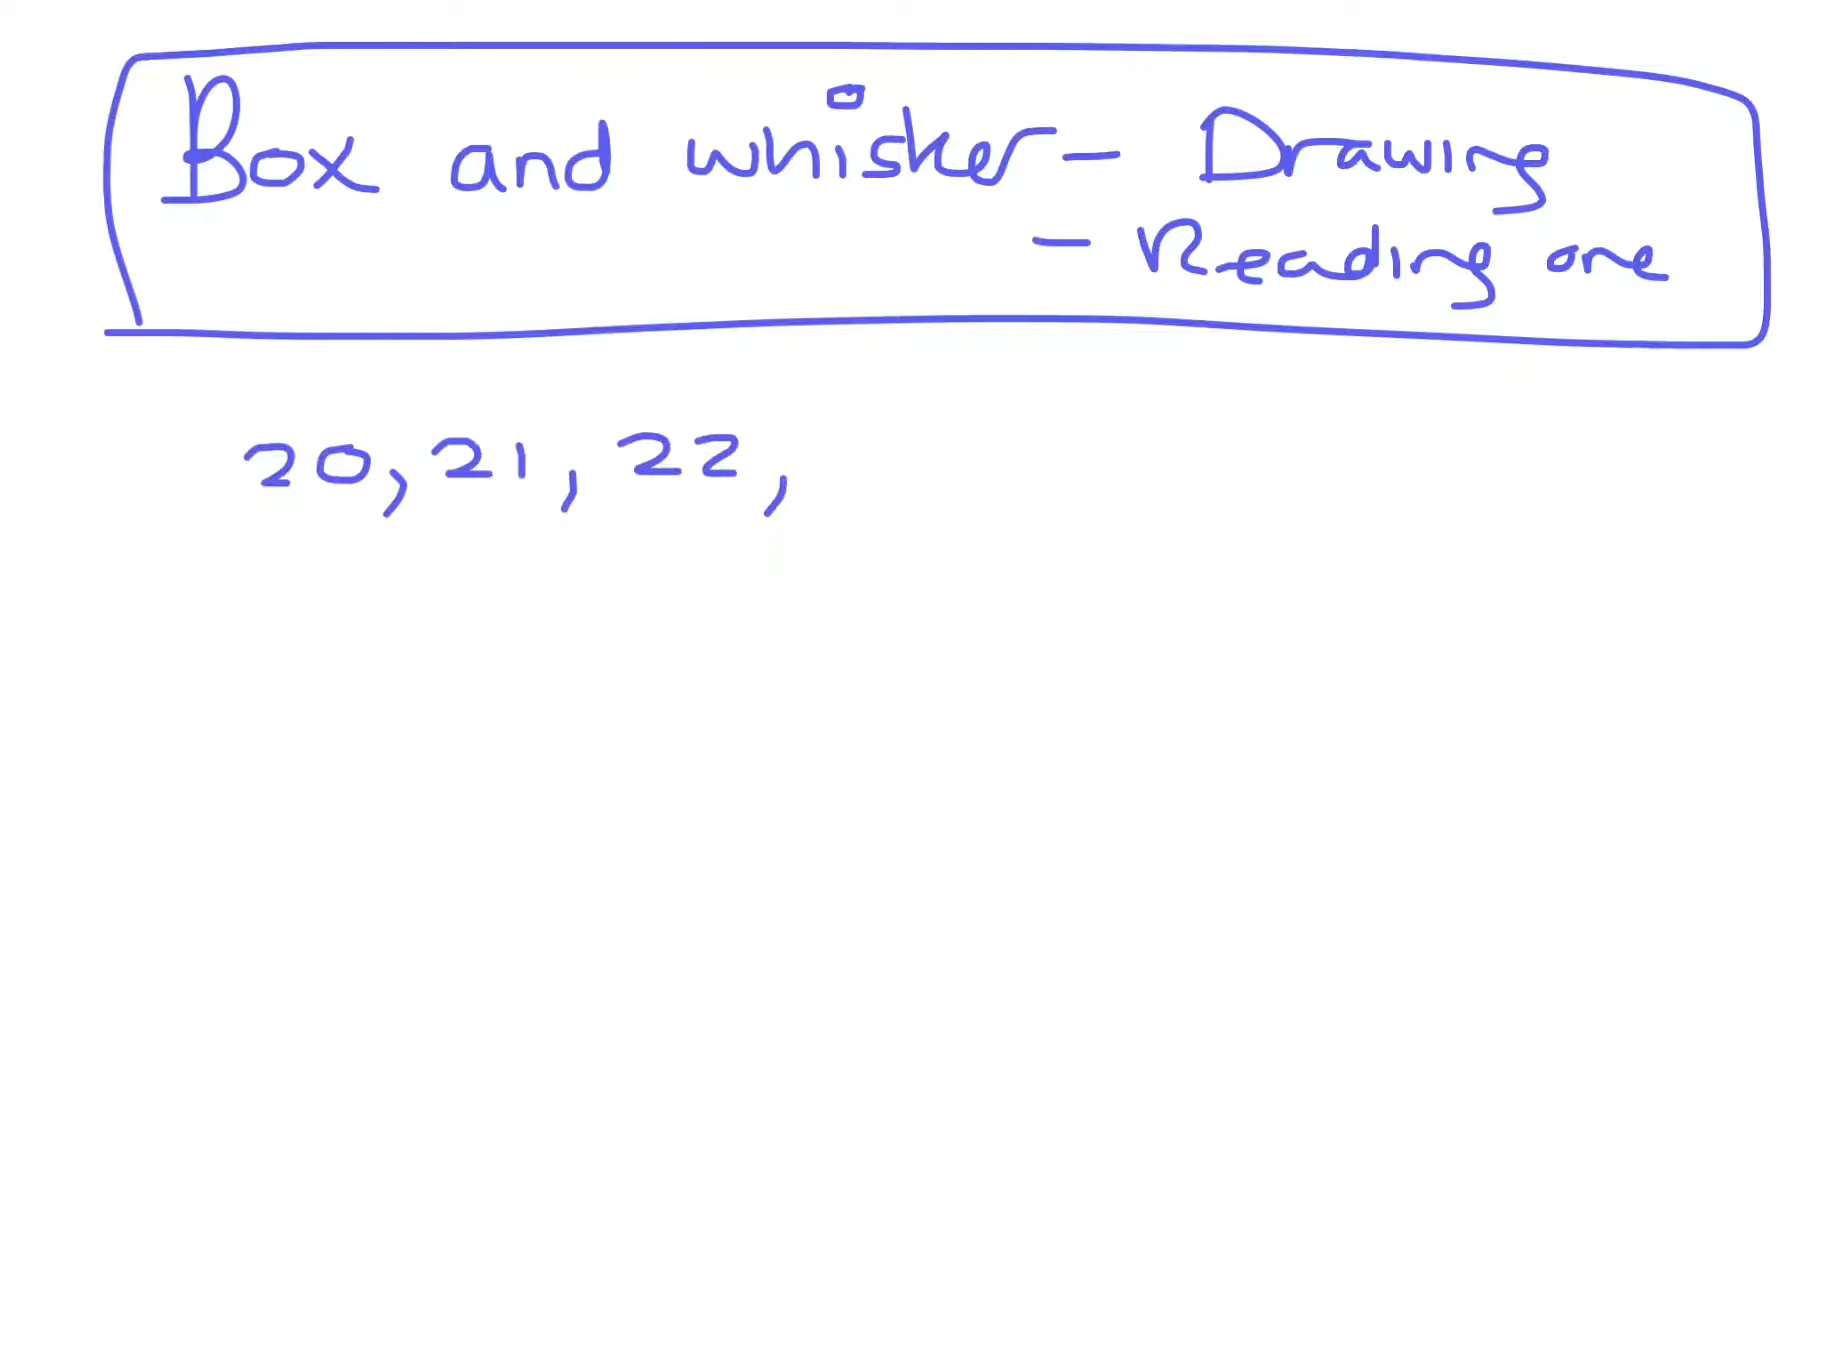 Box and whisker - Drawing
- Reading one
20, 21, 22,